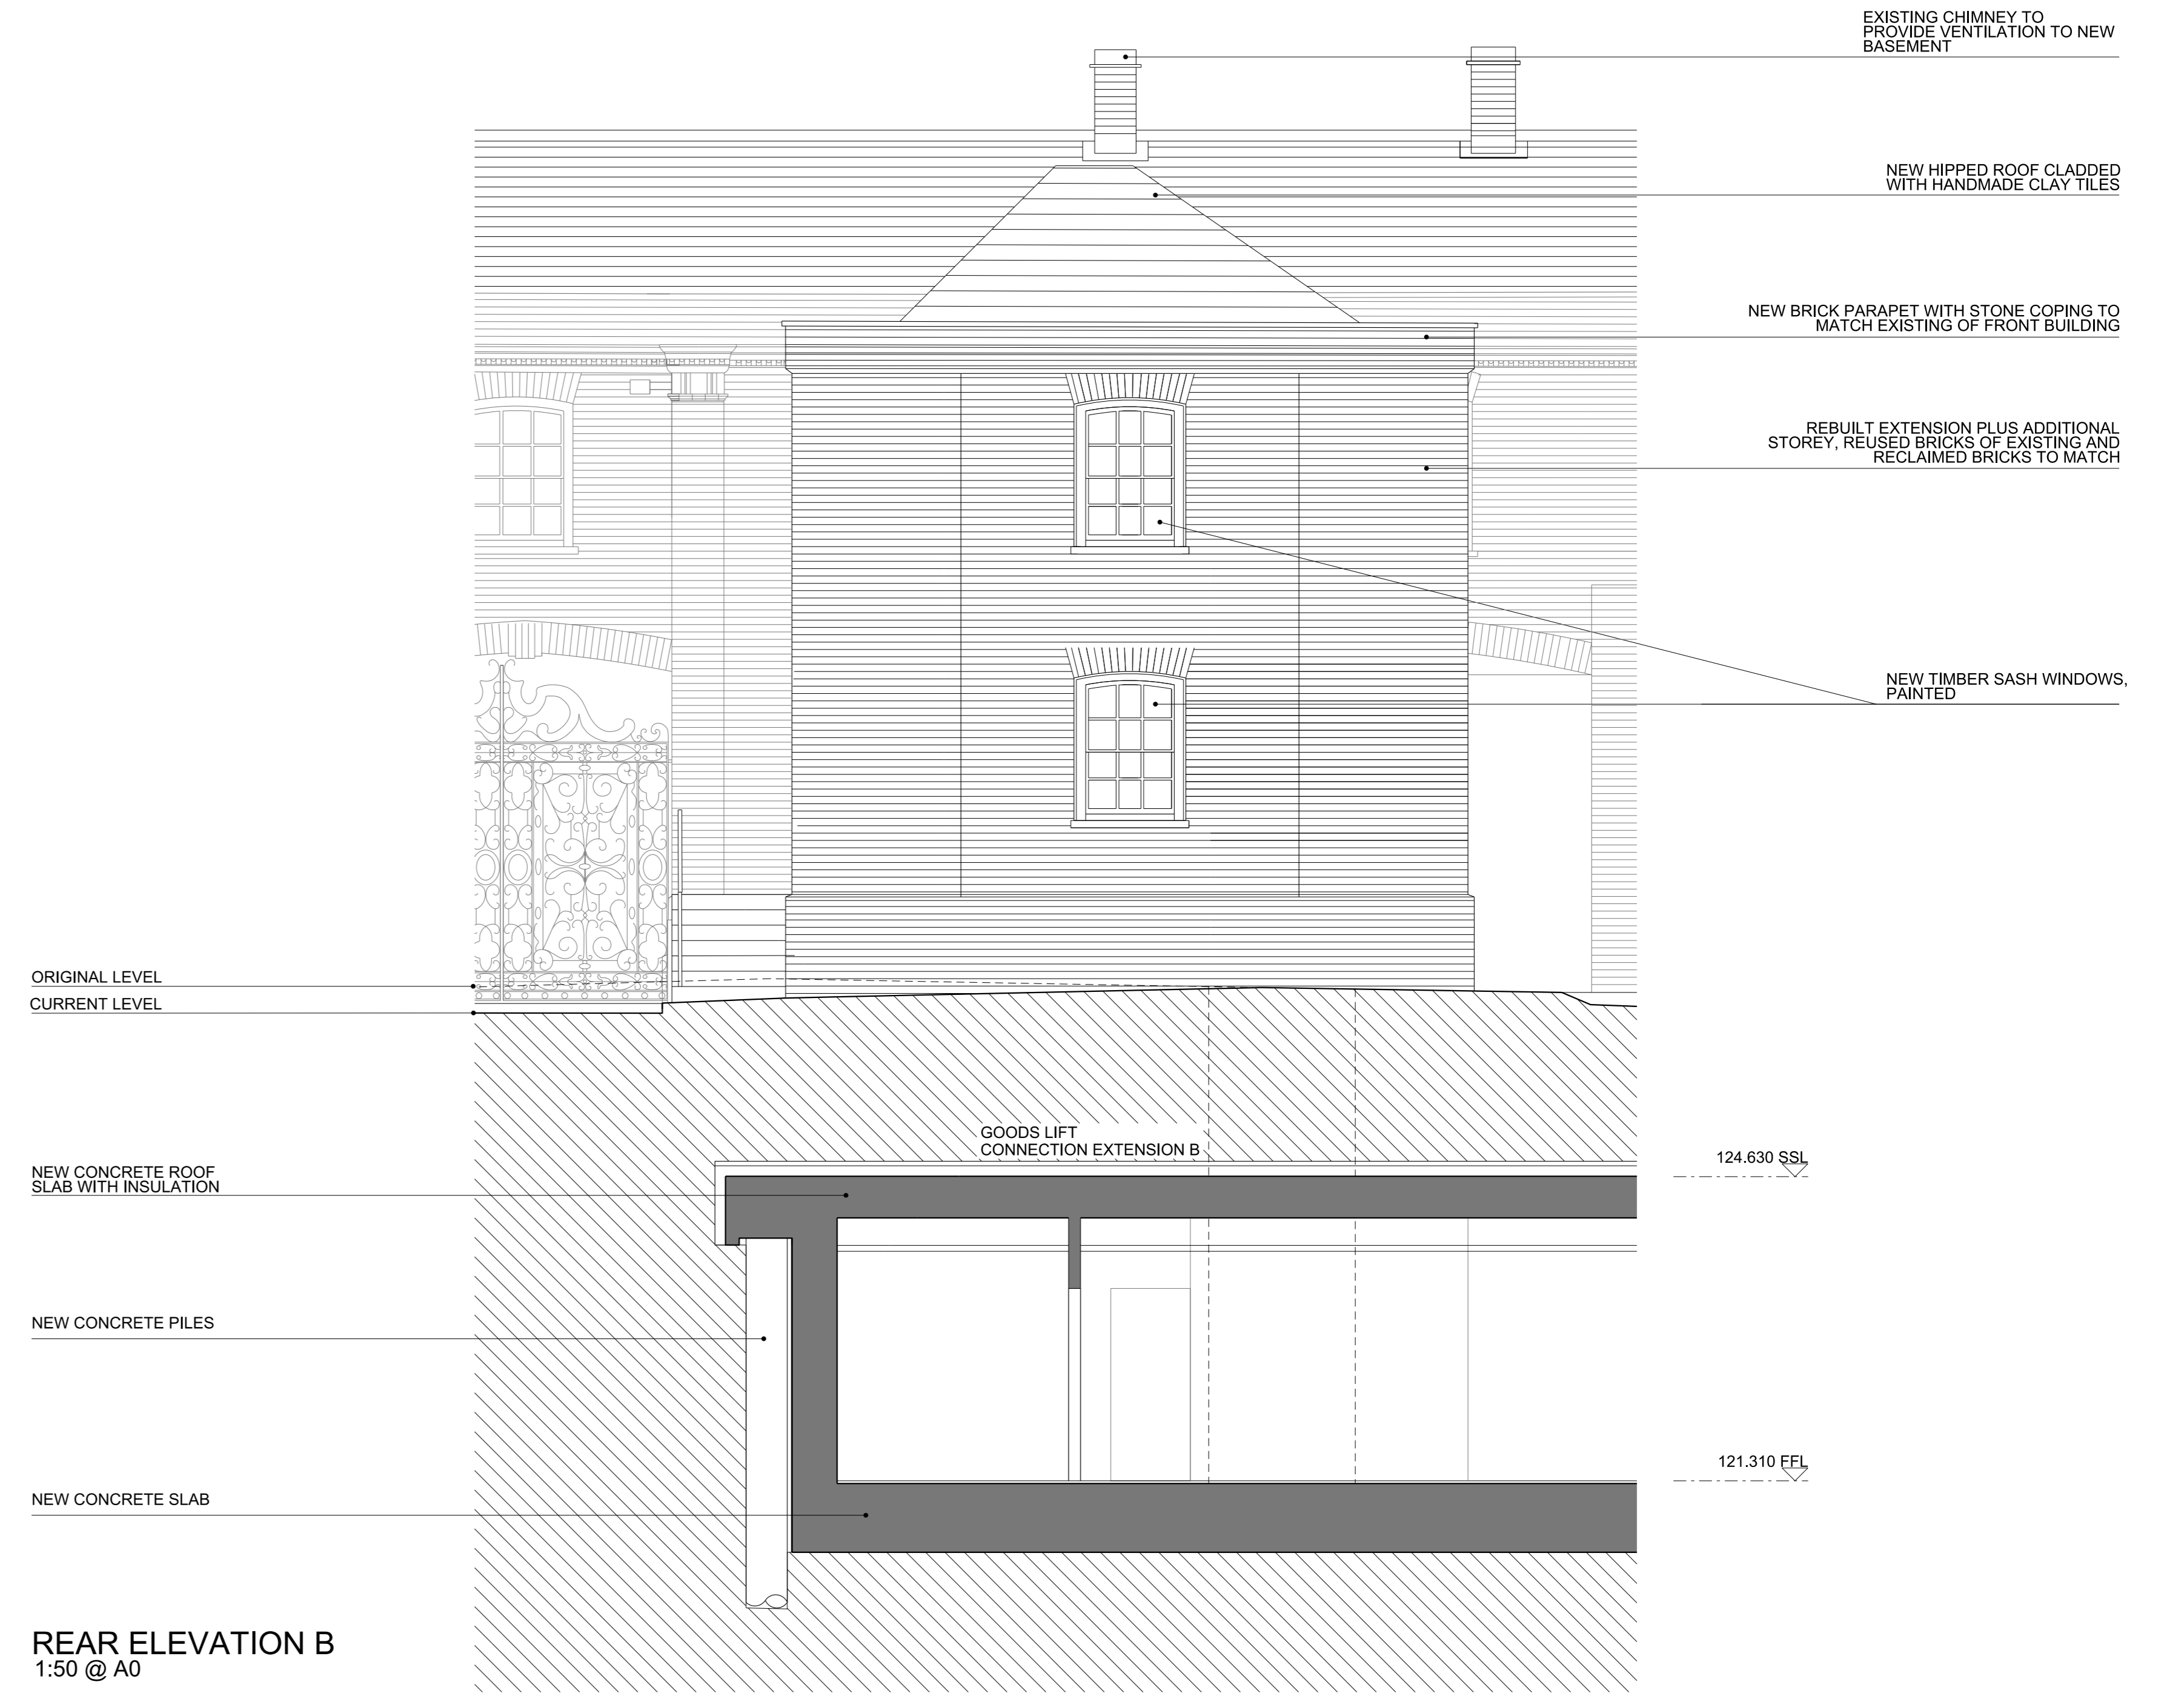 EXISTING CHIMNEY TO
PROVIDE VENTILATION TO NEW
BASEMENT
NEW HIPPED ROOF CLADDED
WITH HANDMADE CLAY TILES
NEW BRICK PARAPET WITH STONE COPING TO
MATCH EXISTING OF FRONT BUILDING
REBUILT EXTENSION PLUS ADDITIONAL
STOREY, REUSED BRICKS OF EXISTING AND
RECLAIMED BRICKS TO MATCH
NEW TIMBER SASH WINDOWS,
PAINTED
ORIGINAL LEVEL
CURRENT LEVEL
GOODS LIFT
CONNECTION EXTENSION B
124.630 SSL
NEW CONCRETE ROOF
SLAB WITH INSULATION
NEW CONCRETE PILES
121.310 FFL
NEW CONCRETE SLAB
REAR ELEVATION B
1:50 @ A0